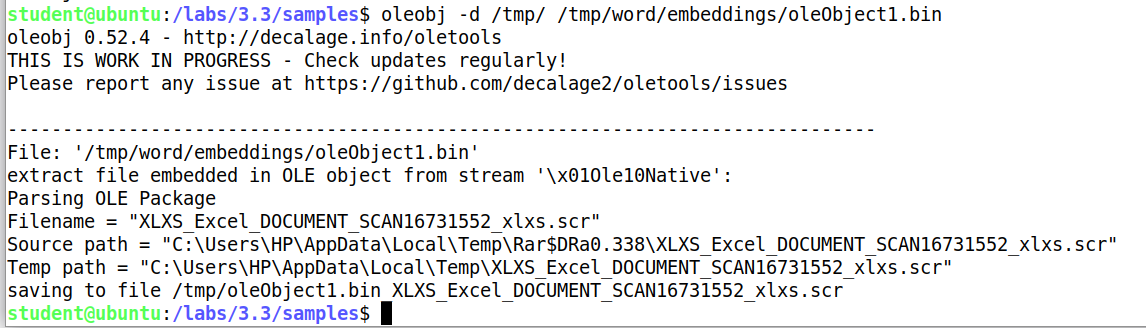 student@ubuntu:/labs/3.3/samples$ oleobj -d /tmp/ /tmp/word/embeddings/oleObject1.bin
oleobj 0.52.4 - http://decalage.info/oletools
THIS IS WORK IN PROGRESS - Check updates regularly!
Please report any issue at https://github.com/decalage2/oletools/issues
-------------------------------------------------------------------------------
File: '/tmp/word/embeddings/oleObject1.bin'
extract file embedded in OLE object from stream '\x01Ole10Native':
Parsing OLE Package
Filename = "XLXS_Excel_DOCUMENT_SCAN16731552_xlxs.scr"
Source path = "C:\Users\HP\AppData\Local\Temp\Rar$DRa0.338\XLXS_Excel_DOCUMENT_SCAN16731552_xlxs.scr"
Temp path = "C:\Users\HP\AppData\Local\Temp\XLXS_Excel_DOCUMENT_SCAN16731552_xlxs.scr"
saving to file /tmp/oleObject1.bin_XLXS_Excel_DOCUMENT_SCAN16731552_xlxs.scr
student@ubuntu:/labs/3.3/samples$